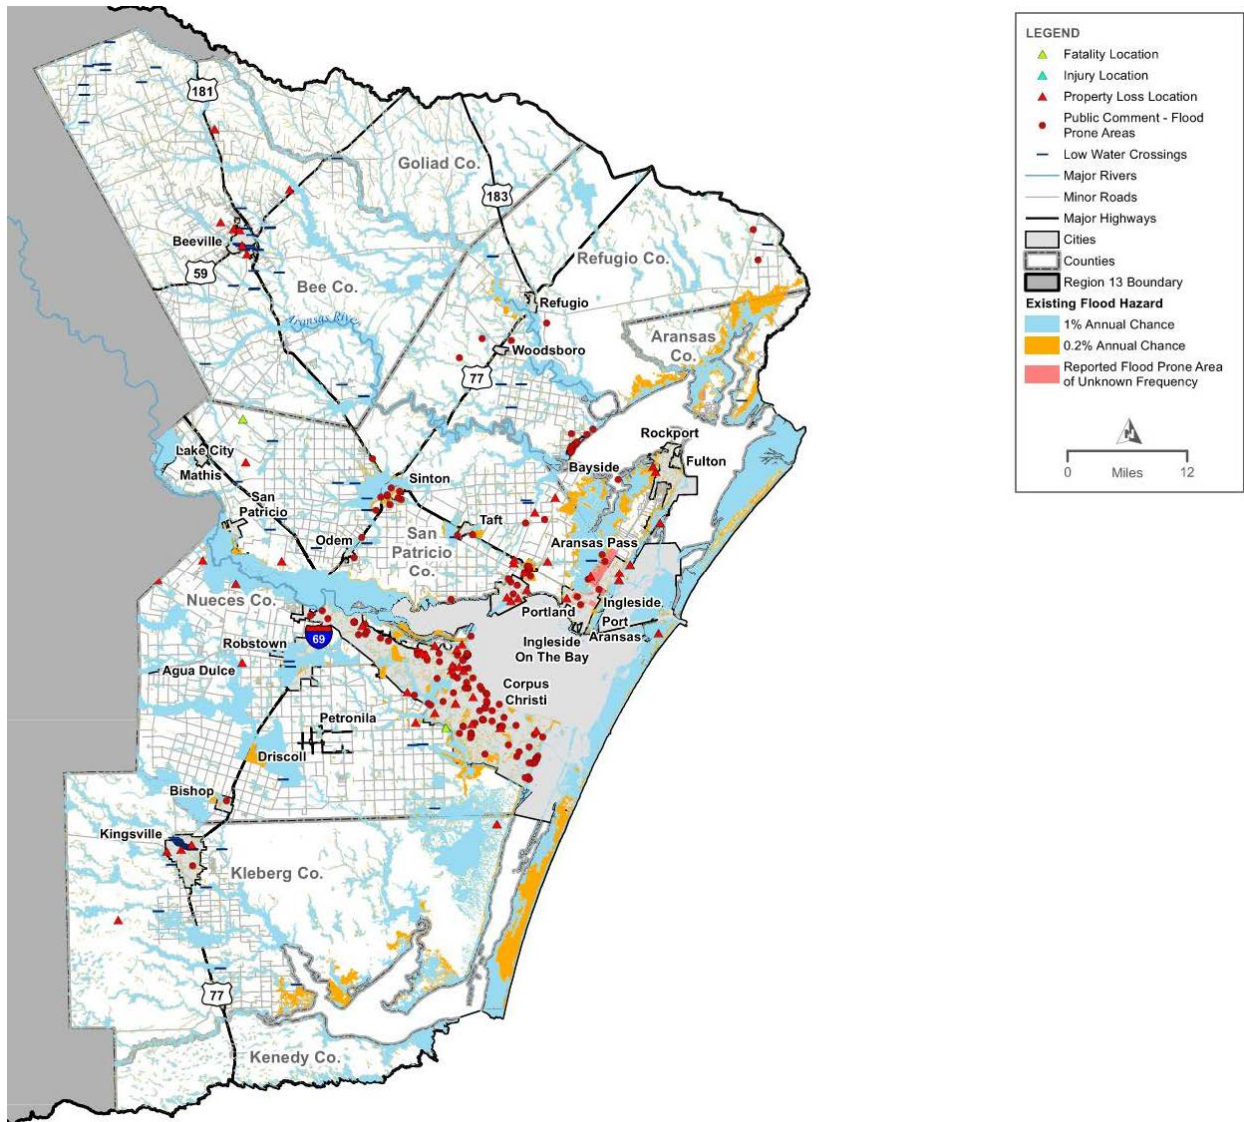 LEGEND
Fatality Location
Injury Location
Property Loss Location
Public Comment - Flood
Prone Areas
Low Water Crossings
Major Rivers
Minor Roads
Major Highways
Cities
Counties
Region 13 Boundary
Existing Flood Hazard
1% Annual Chance
0.2% Annual Chance
Reported Flood Prone Area
of Unknown Frequency
0
12
Miles
181
Goliad Co.
183
Beeville
59
Bee Co.
Refugio Co.
Refugio
Aransas River
Aransas
Co.
Woodsboro
77
Rockport
Fulton
Lake City
Mathis
Bayside
Sinton
San
Patricio
Taft
Odem
San
Patricio
Co.
Aransas Pass
Nueces Co.
Portland
Ingleside
Port
Aransas
Robstown
69
Ingleside
On The Bay
Agua Dulce
Corpus
Christi
Petronila
Driscoll
Bishop
Kingsville
Kleberg Co.
77
Kenedy Co.